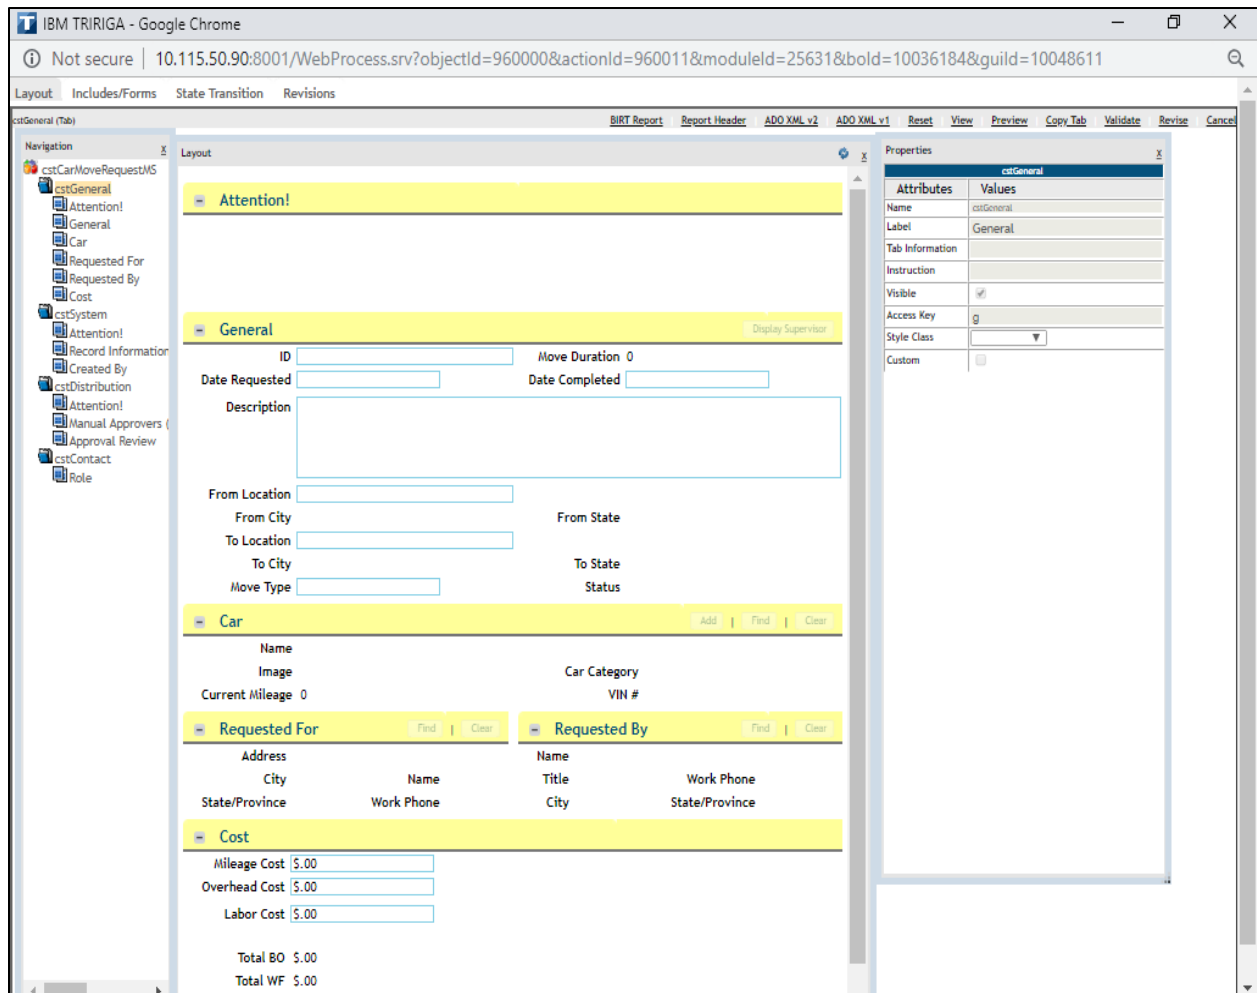 IBM TRIRIGA - Google Chrome
Not secure | 10.115.50.90:8001/WebProcess.srv?objectId=960000&actionId=960011&moduleId=25631&boId=10036184&guiId=10048611
Layout Includes/Forms State Transition Revisions
cstGeneral (Tab) BIRT Report Report Header ADO XML v2 ADO XML v1 Reset View Preview Copy Tab Validate Revise Cancel
Navigation x
cstCarMoveRequestMS
cstGeneral
Attention!
General
Car
Requested For
Requested By
Cost
cstSystem
Attention!
Record Information
Created By
cstDistribution
Attention!
Manual Approvers (
Approval Review
cstContact
Role
Layout x
Attention!
General Display Supervisor
ID Move Duration 0
Date Requested Date Completed
Description
From Location
From City From State
To Location
To City To State
Move Type Status
Car Add | Find | Clear
Name
Image Car Category
Current Mileage 0 VIN #
Requested For Find | Clear Requested By Find | Clear
Address Name
City Name Title Work Phone
State/Province Work Phone City State/Province
Cost
Mileage Cost $.00
Overhead Cost $.00
Labor Cost $.00
Total BO $.00
Total WF $.00
Properties x
cstGeneral
Attributes Values
Name cstGeneral
Label General
Tab Information
Instruction
Visible
Access Key g
Style Class
Custom